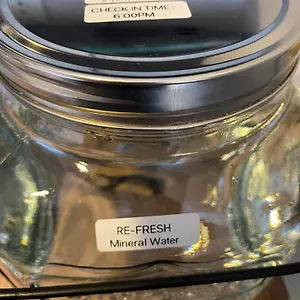 CHECK IN TIME:
6:00PM
RE-FRESH
Mineral Water